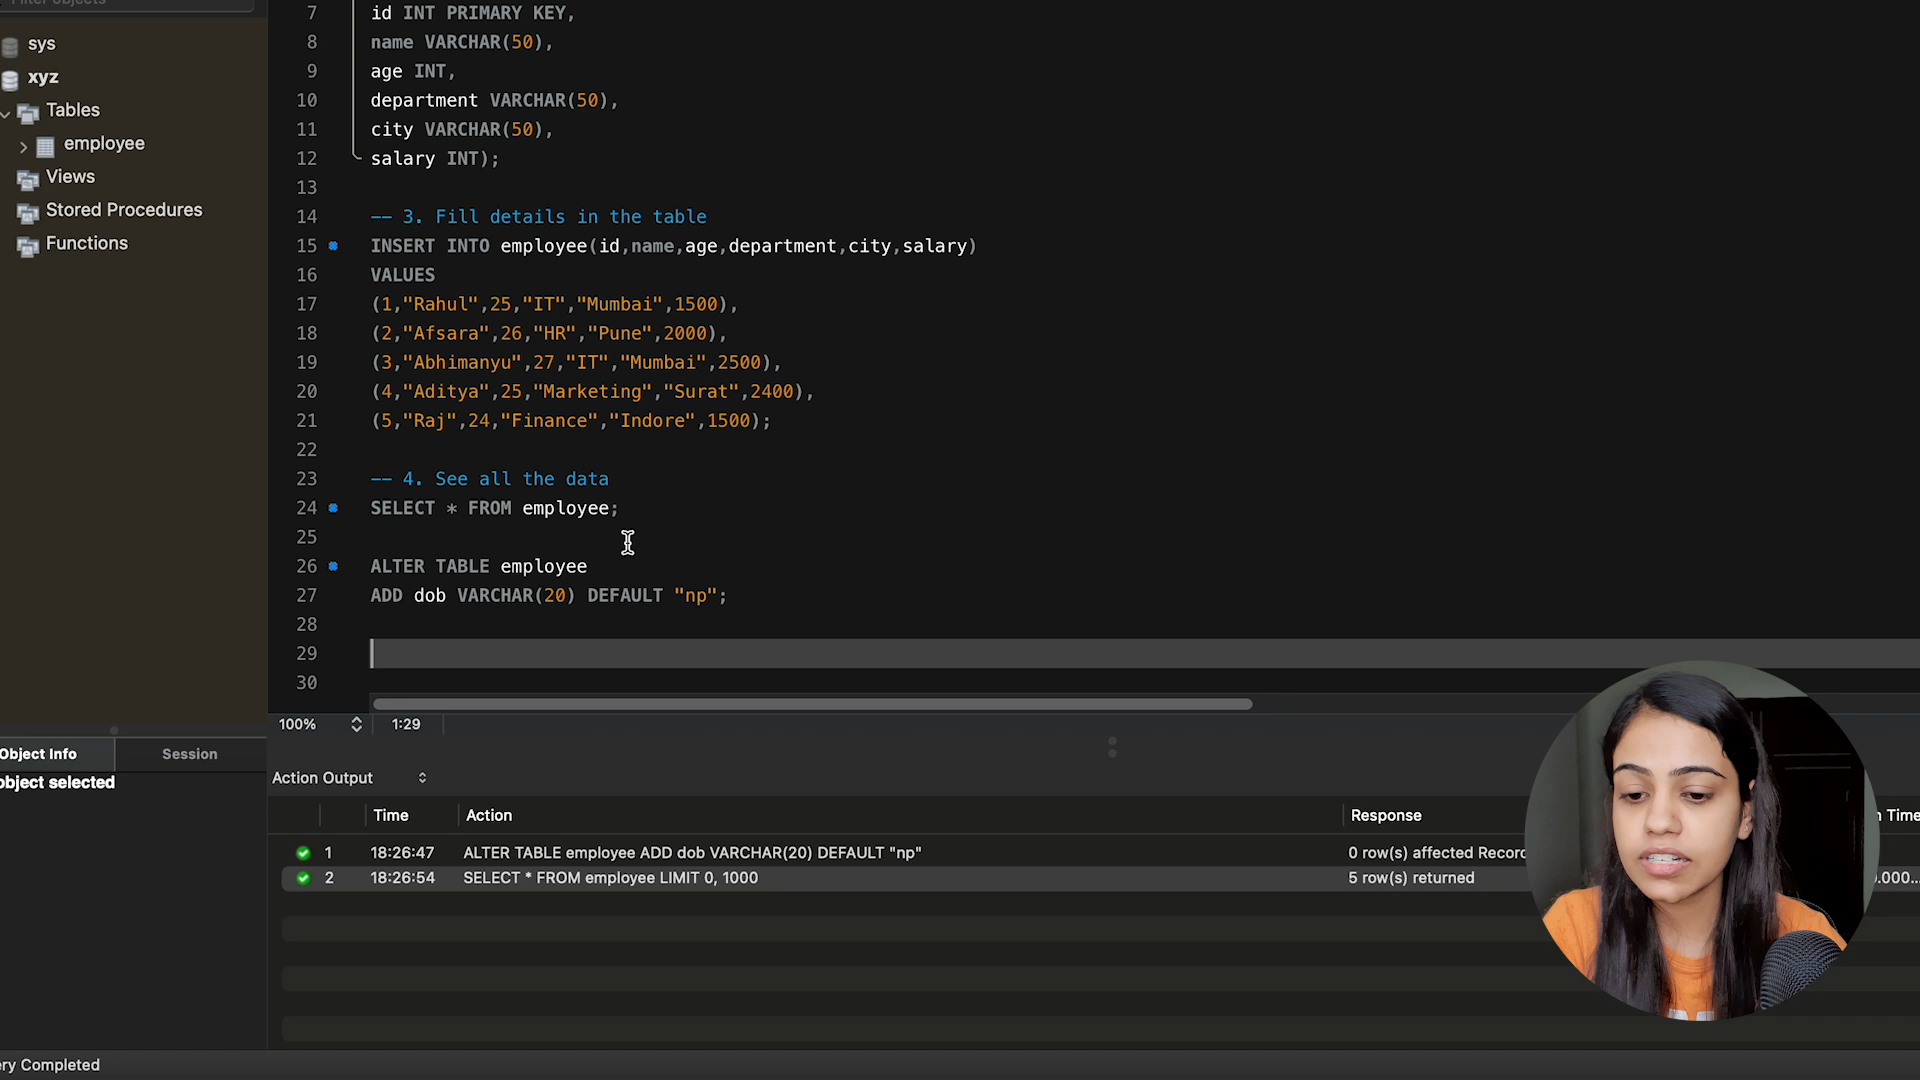 sys
xyz
Tables
employee
Views
Stored Procedures
Functions
7 id INT PRIMARY KEY,
8 name VARCHAR(50),
9 age INT,
10 department VARCHAR(50),
11 city VARCHAR(50),
12 salary INT);
13
14 -- 3. Fill details in the table
15 INSERT INTO employee(id,name,age,department,city,salary)
16 VALUES
17 (1,"Rahul",25,"IT","Mumbai",1500),
18 (2,"Afsara",26,"HR","Pune",2000),
19 (3,"Abhimanyu",27,"IT","Mumbai",2500),
20 (4,"Aditya",25,"Marketing","Surat",2400),
21 (5,"Raj",24,"Finance","Indore",1500);
22
23 -- 4. See all the data
24 SELECT * FROM employee;
25
26 ALTER TABLE employee
27 ADD dob VARCHAR(20) DEFAULT "np";
28
29
30
100% 1:29
Object Info Session
object selected
Action Output
Time Action Response n Time
1 18:26:47 ALTER TABLE employee ADD dob VARCHAR(20) DEFAULT "np" 0 row(s) affected Recor
2 18:26:54 SELECT * FROM employee LIMIT 0, 1000 5 row(s) returned .000...
ery Completed